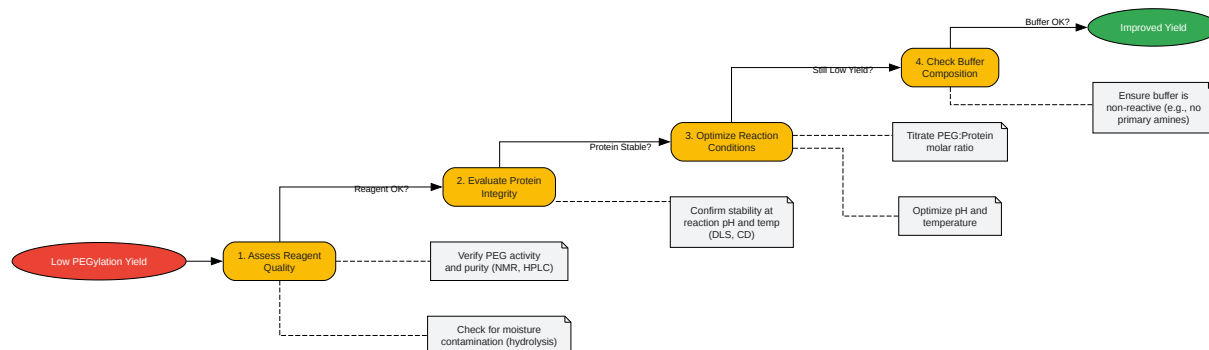 Low PEGylation Yield
1. Assess Reagent
Quality
Verify PEG activity
and purity (NMR, HPLC)
Check for moisture
contamination (hydrolysis)
Reagent OK?
2. Evaluate Protein
Integrity
Confirm stability at
reaction pH and temp
(DLS, CD)
Protein Stable?
3. Optimize Reaction
Conditions
Titrate PEG:Protein
molar ratio
Optimize pH and
temperature
Still Low Yield?
4. Check Buffer
Composition
Ensure buffer is
non-reactive (e.g., no
primary amines)
Buffer OK?
Improved Yield